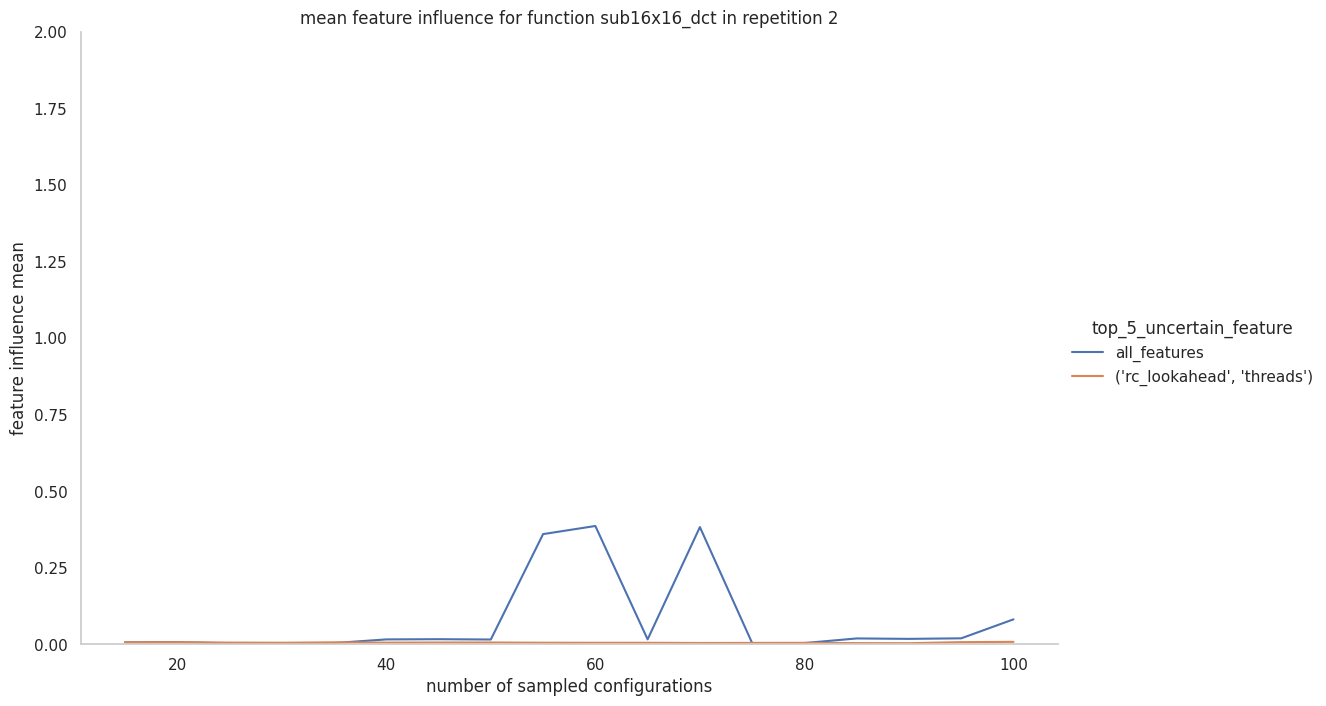 mean feature influence for function sub16x16_dct in repetition 2
2.00
1.75
1.50
1.25
1.00
0.75
0.50
0.25
0.00
feature influence mean
20
40
60
80
100
number of sampled configurations
top_5_uncertain_feature
all_features
('rc_lookahead', 'threads')